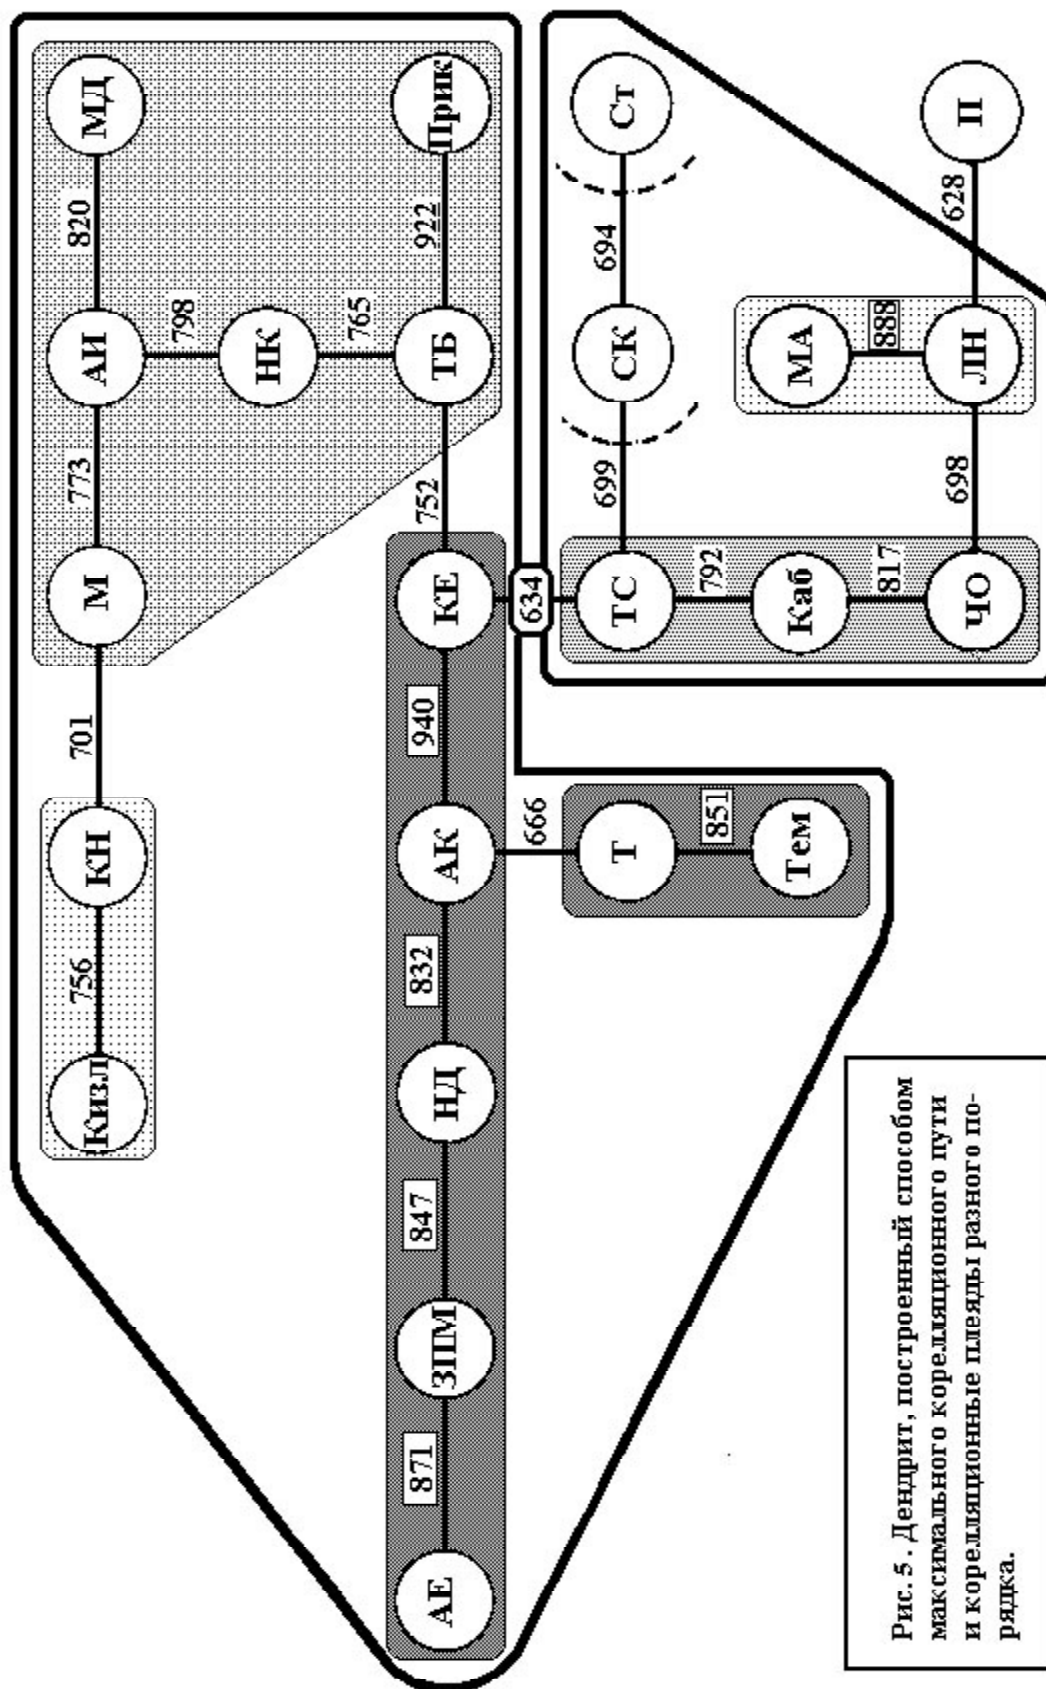 Кизл 756 КН 701 М 773 АИ 820 МД
798
НК
765
АЕ 871 ЗПМ 847 НД 832 АК 940 КЕ 752 ТБ 922 Прик
666 634
Т ТС 699 СК 694 Ст
851 792
Тем Каб МА
817 888
ЧО 698 ЛН 628 П
Рис. 5 . Дендрит, построенный способом
максимального кореляционного пути
и кореляционные плеяды разного по-
рядка.